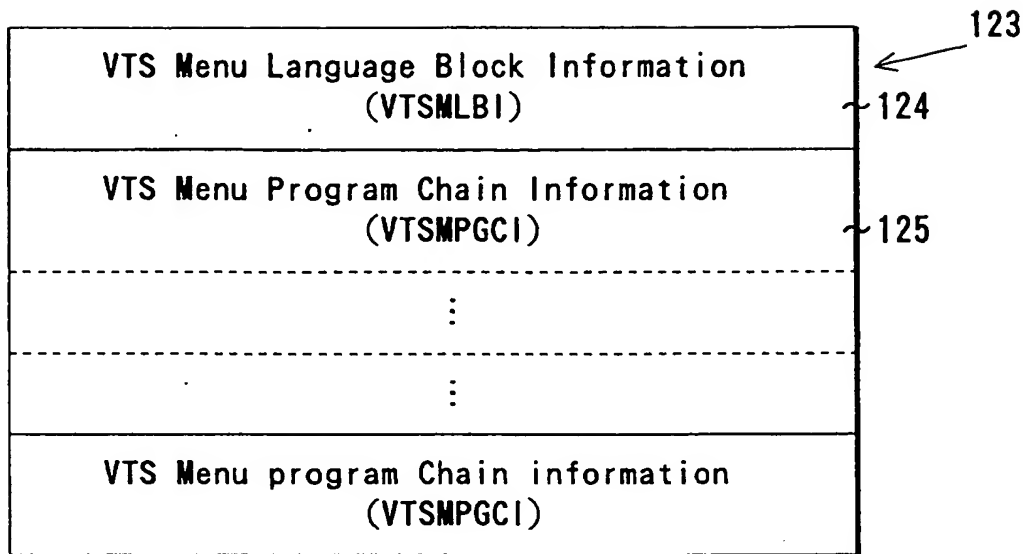 123
VTS Menu Language Block Information
(VTSMLBI)
124
VTS Menu Program Chain Information
(VTSMPGCI)
125
⋮
⋮
VTS Menu program Chain information
(VTSMPGCI)